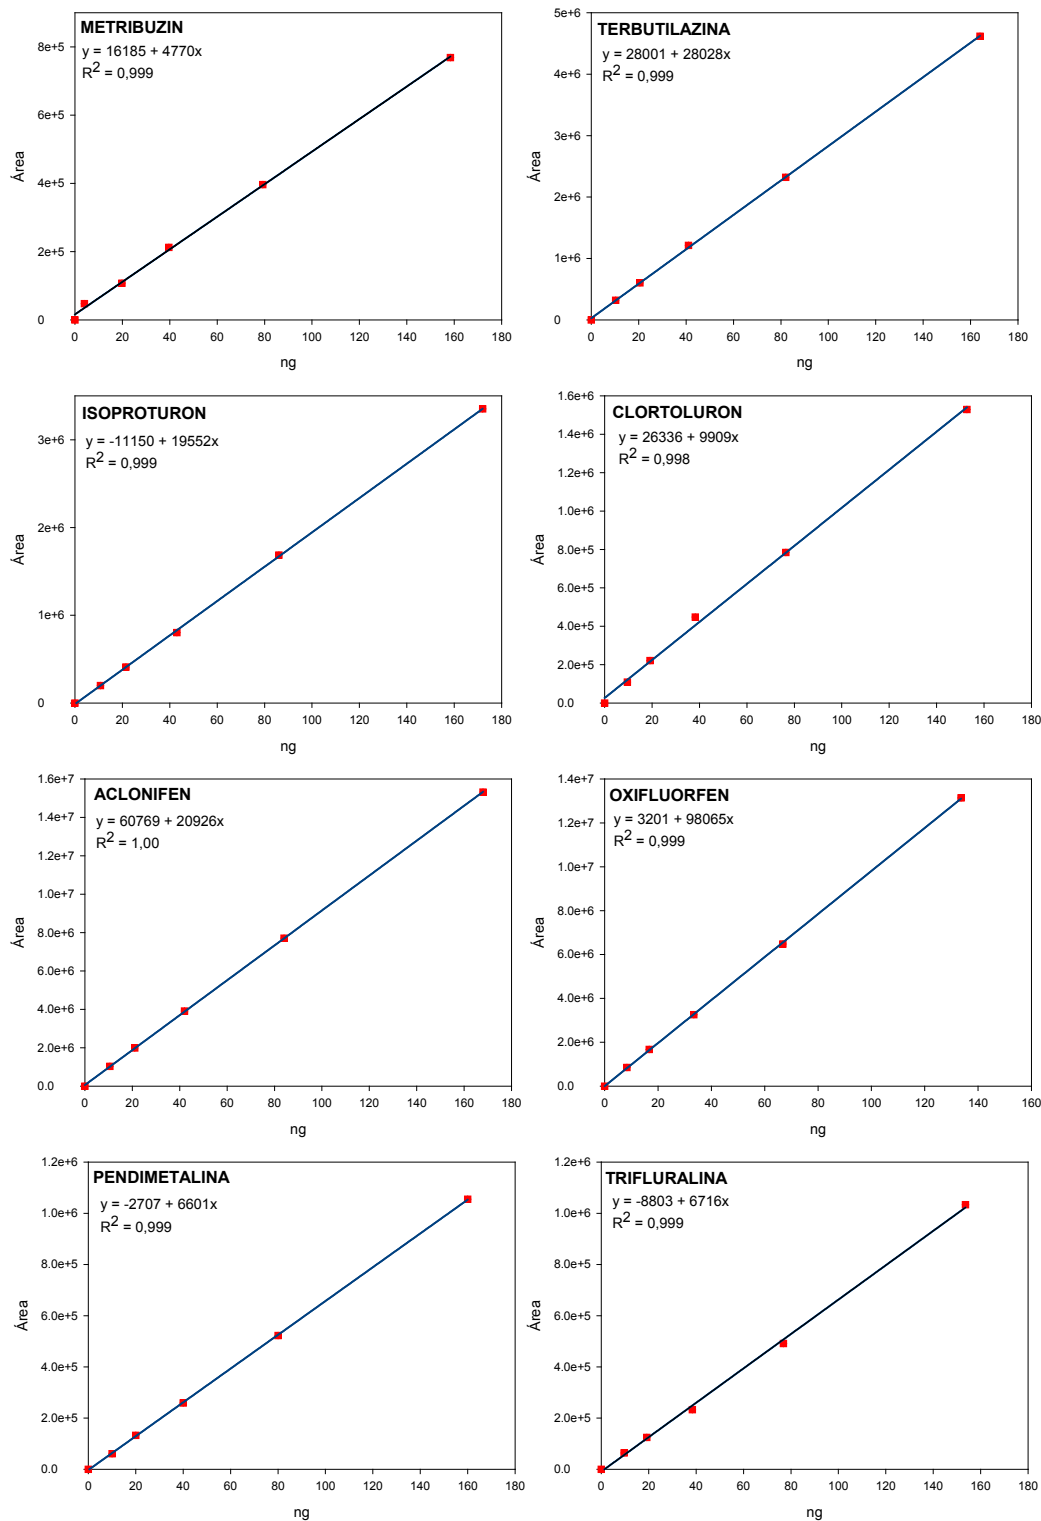 METRIBUZIN
y = 16185 + 4770x
R2 = 0,999
8e+5
6e+5
4e+5
2e+5
0
Área
0 20 40 60 80 100 120 140 160 180
ng
TERBUTILAZINA
y = 28001 + 28028x
R2 = 0,999
5e+6
4e+6
3e+6
2e+6
1e+6
0
Área
0 20 40 60 80 100 120 140 160 180
ng
ISOPROTURON
y = -11150 + 19552x
R2 = 0,999
3e+6
2e+6
1e+6
0
Área
0 20 40 60 80 100 120 140 160 180
ng
CLORTOLURON
y = 26336 + 9909x
R2 = 0,998
1.6e+6
1.4e+6
1.2e+6
1.0e+6
8.0e+5
6.0e+5
4.0e+5
2.0e+5
0.0
Área
0 20 40 60 80 100 120 140 160 180
ng
ACLONIFEN
y = 60769 + 20926x
R2 = 1,00
1.6e+7
1.4e+7
1.2e+7
1.0e+7
8.0e+6
6.0e+6
4.0e+6
2.0e+6
0.0
Área
0 20 40 60 80 100 120 140 160 180
ng
OXIFLUORFEN
y = 3201 + 98065x
R2 = 0,999
1.4e+7
1.2e+7
1.0e+7
8.0e+6
6.0e+6
4.0e+6
2.0e+6
0.0
Área
0 20 40 60 80 100 120 140 160
ng
PENDIMETALINA
y = -2707 + 6601x
R2 = 0,999
1.2e+6
1.0e+6
8.0e+5
6.0e+5
4.0e+5
2.0e+5
0.0
Área
0 20 40 60 80 100 120 140 160 180
ng
TRIFLURALINA
y = -8803 + 6716x
R2 = 0,999
1.2e+6
1.0e+6
8.0e+5
6.0e+5
4.0e+5
2.0e+5
0.0
Área
0 20 40 60 80 100 120 140 160 180
ng